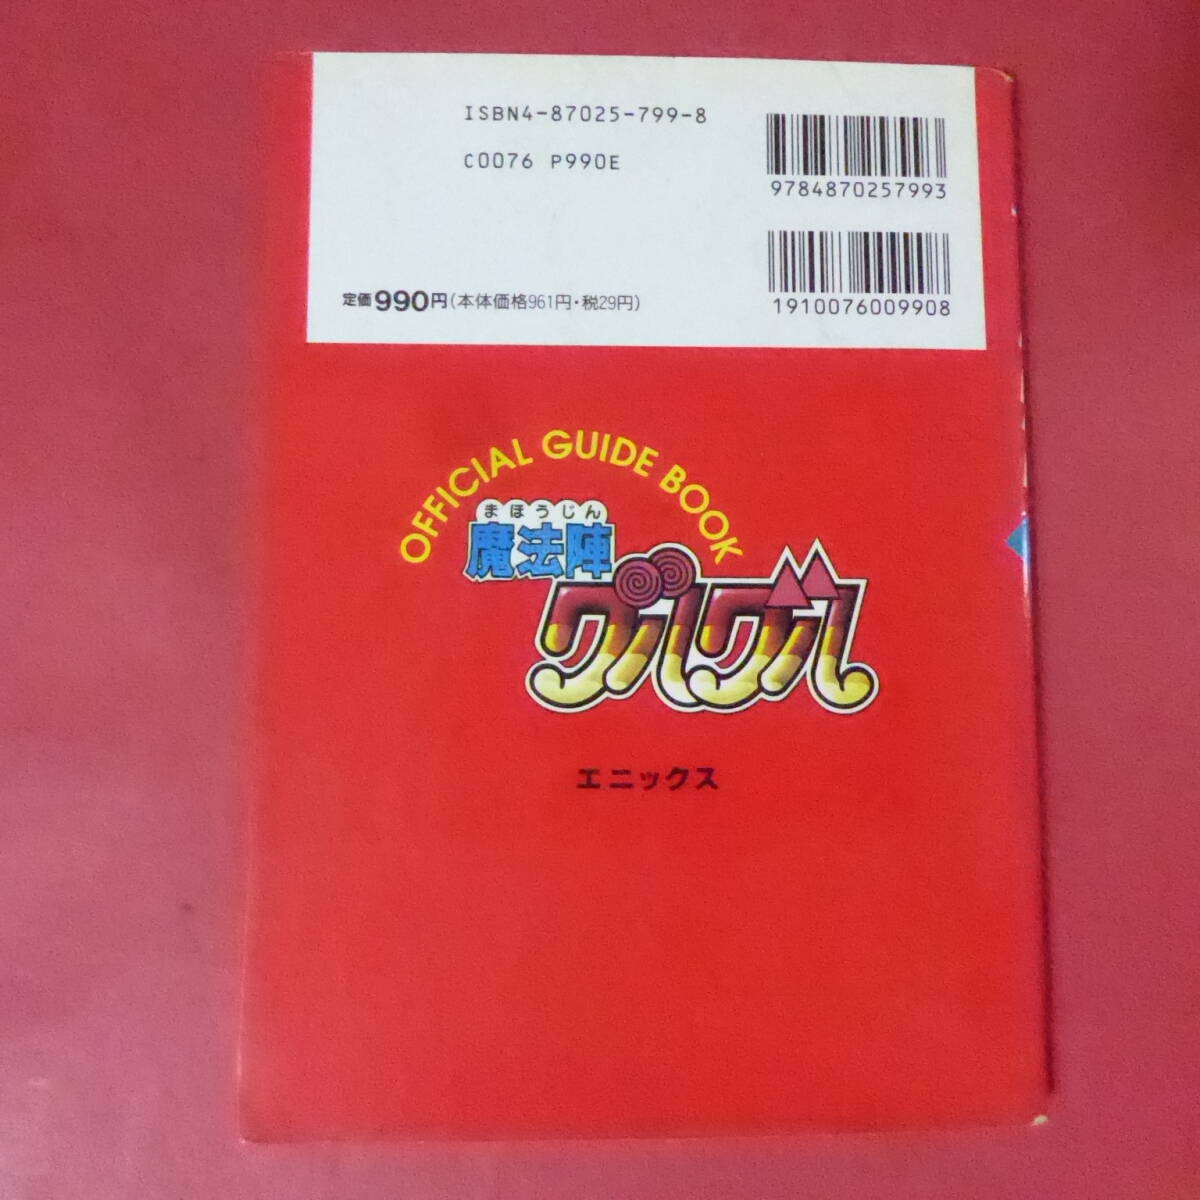 ISBN4-87025-799-8
C0076 P990E
9784870257993
1910076009908
定価990円(本体価格961円・税29円)
OFFICIAL GUIDE BOOK
まほうじん
魔法陣
グルグル
エニックス